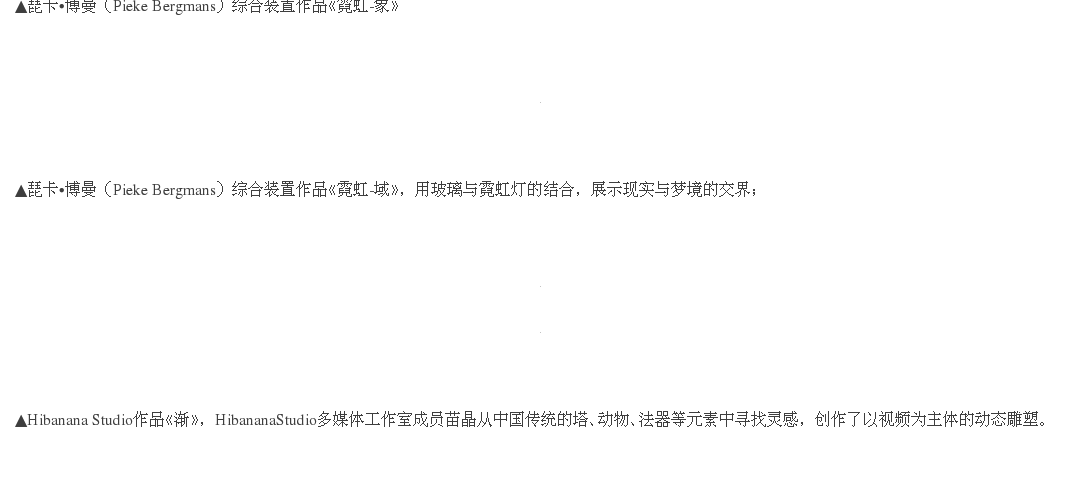 ▲琵卡•博曼（Pieke Bergmans）综合装置作品《霓虹-家》
▲琵卡•博曼（Pieke Bergmans）综合装置作品《霓虹-域》，用玻璃与霓虹灯的结合，展示现实与梦境的交界；
▲Hibanana Studio作品《渐》，HibananaStudio多媒体工作室成员苗晶从中国传统的塔、动物、法器等元素中寻找灵感，创作了以视频为主体的动态雕塑。